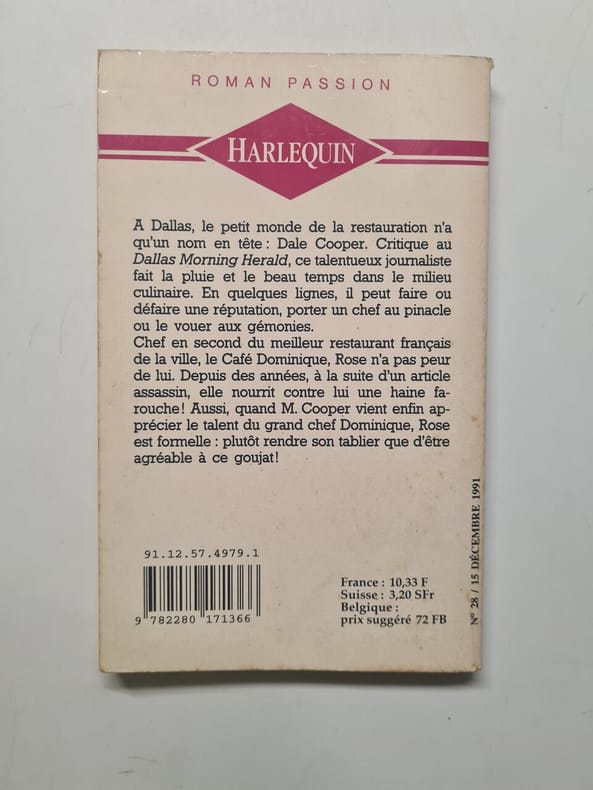 ROMAN PASSION
HARLEQUIN
A Dallas, le petit monde de la restauration n'a
qu'un nom en tête : Dale Cooper. Critique au
Dallas Morning Herald, ce talentueux journaliste
fait la pluie et le beau temps dans le milieu
culinaire. En quelques lignes, il peut faire ou
défaire une réputation, porter un chef au pinacle
ou le vouer aux gémonies.
Chef en second du meilleur restaurant français
de la ville, le Café Dominique, Rose n'a pas peur
de lui. Depuis des années, à la suite d'un article
assassin, elle nourrit contre lui une haine fa-
rouche ! Aussi, quand M. Cooper vient enfin ap-
précier le talent du grand chef Dominique, Rose
est formelle : plutôt rendre son tablier que d'être
agréable à ce goujat !
91.12.57.4979.1
9 782280 171366
France : 10,33 F
Suisse : 3,20 SFr
Belgique :
prix suggéré 72 FB
N° 28 / 15 DÉCEMBRE 1991